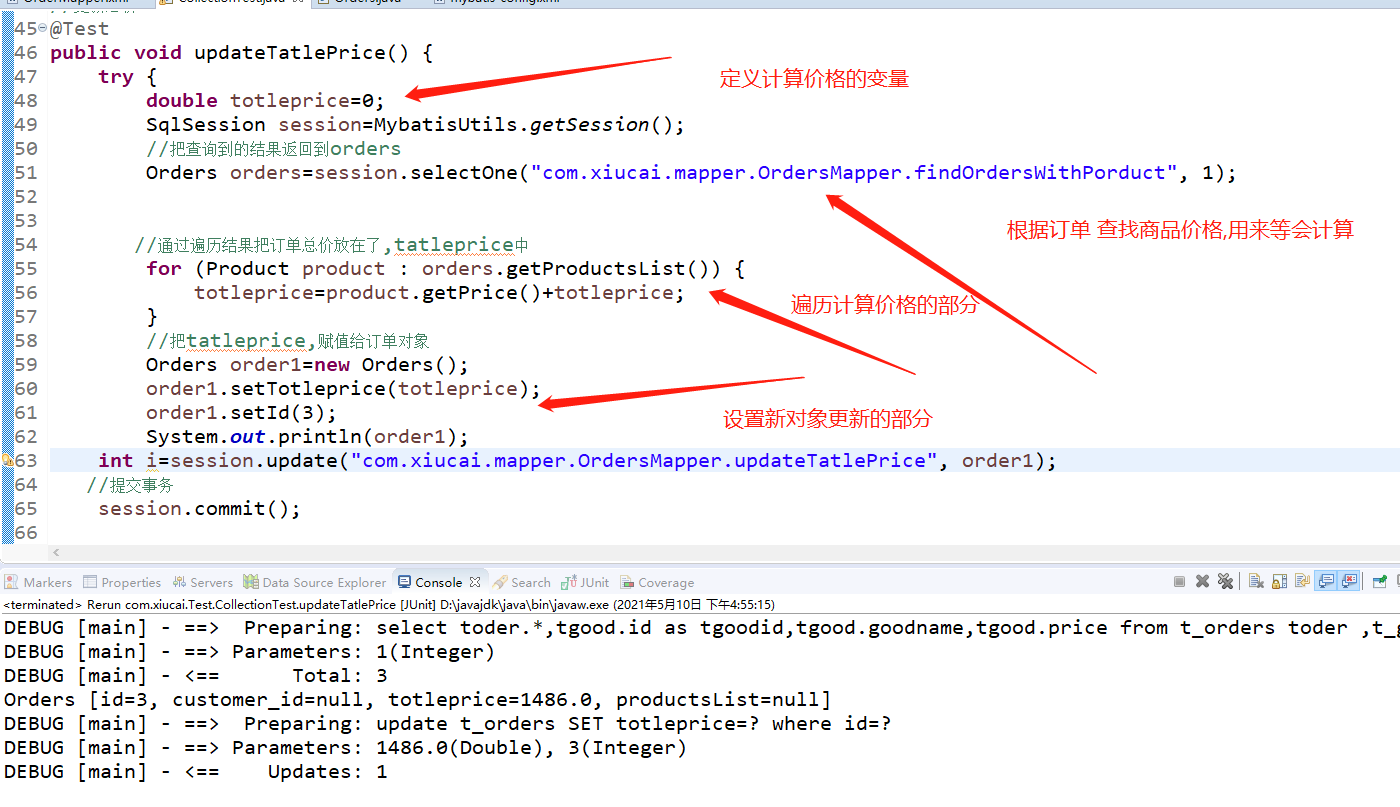 45 @Test
46 public void updateTatlePrice() {
定义计算价格的变量
47 try {
48 double totleprice=0;
49 SqlSession session=MybatisUtils.getSession();
50 //把查询到的结果返回到orders
51 Orders orders=session.selectOne("com.xiucai.mapper.OrdersMapper.findOrdersWithPorduct", 1);
52
53
根据订单 查找商品价格,用来等会计算
54 //通过遍历结果把订单总价放在了,tatleprice中
55 for (Product product : orders.getProductsList()) {
56 totleprice=product.getPrice()+totleprice;
遍历计算价格的部分
57 }
58 //把tatleprice,赋值给订单对象
59 Orders order1=new Orders();
60 order1.setTotleprice(totleprice);
61 order1.setId(3);
设置新对象更新的部分
62 System.out.println(order1);
63 int i=session.update("com.xiucai.mapper.OrdersMapper.updateTatlePrice", order1);
64 //提交事务
65 session.commit();
66
Markers Properties Servers Data Source Explorer Console Search JUnit Coverage
<terminated> Rerun com.xiucai.Test.CollectionTest.updateTatlePrice [JUnit] D:\javajdk\java\bin\javaw.exe (2021年5月10日 下午4:55:15)
DEBUG [main] - ==>  Preparing: select toder.*,tgood.id as tgoodid,tgood.goodname,tgood.price from t_orders toder ,t_
DEBUG [main] - ==> Parameters: 1(Integer)
DEBUG [main] - <==      Total: 3
Orders [id=3, customer_id=null, totleprice=1486.0, productsList=null]
DEBUG [main] - ==>  Preparing: update t_orders SET totleprice=? where id=?
DEBUG [main] - ==> Parameters: 1486.0(Double), 3(Integer)
DEBUG [main] - <==    Updates: 1